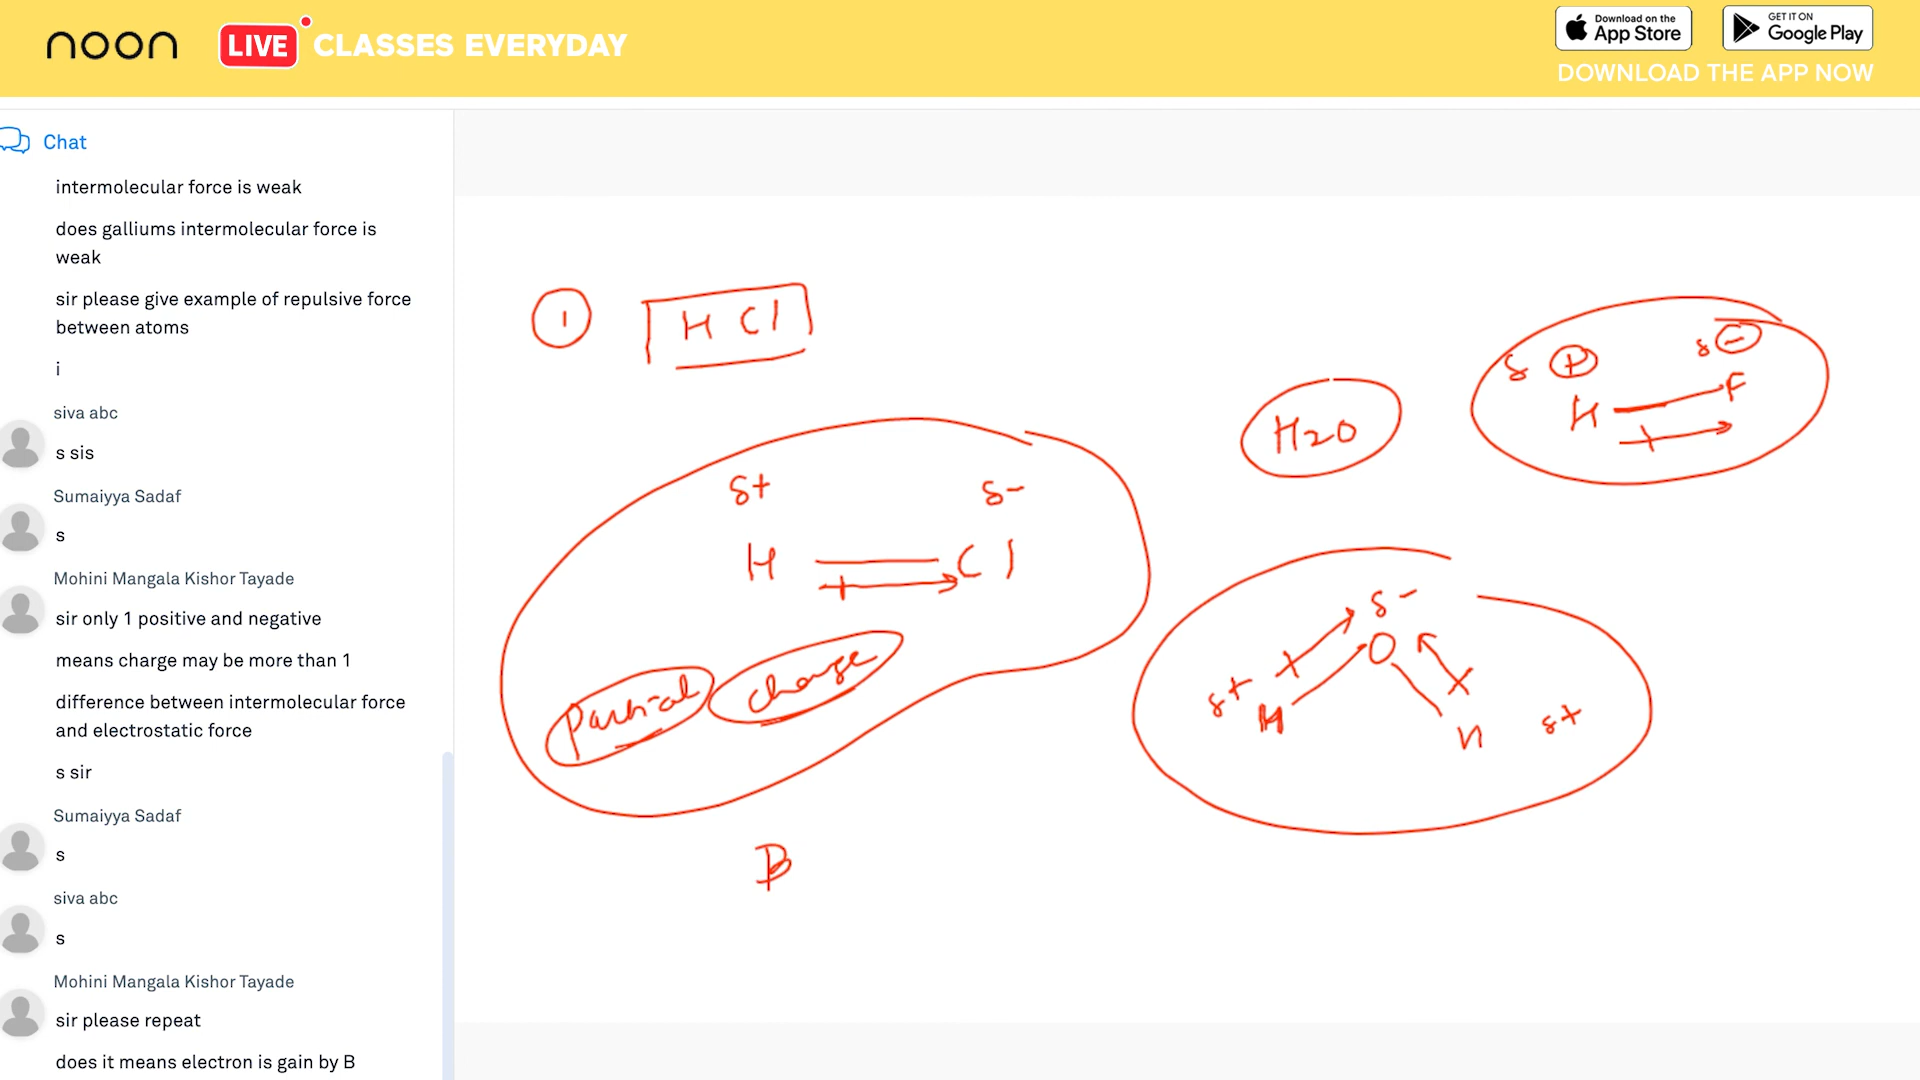 noon LIVE CLASSES EVERYDAY
Download on the
App Store
GET IT ON
Google Play
DOWNLOAD THE APP NOW
Chat
intermolecular force is weak
does galliums intermolecular force is
weak
sir please give example of repulsive force
between atoms
i
siva abc
s sis
Sumaiyya Sadaf
s
Mohini Mangala Kishor Tayade
sir only 1 positive and negative
means charge may be more than 1
difference between intermolecular force
and electrostatic force
s sir
Sumaiyya Sadaf
s
siva abc
s
Mohini Mangala Kishor Tayade
sir please repeat
does it means electron is gain by B
1 HCl
δ+ δ-
H Cl
Partial charge
H2O
δ + δ -
H F
δ-
O
δ+ δ+
H H